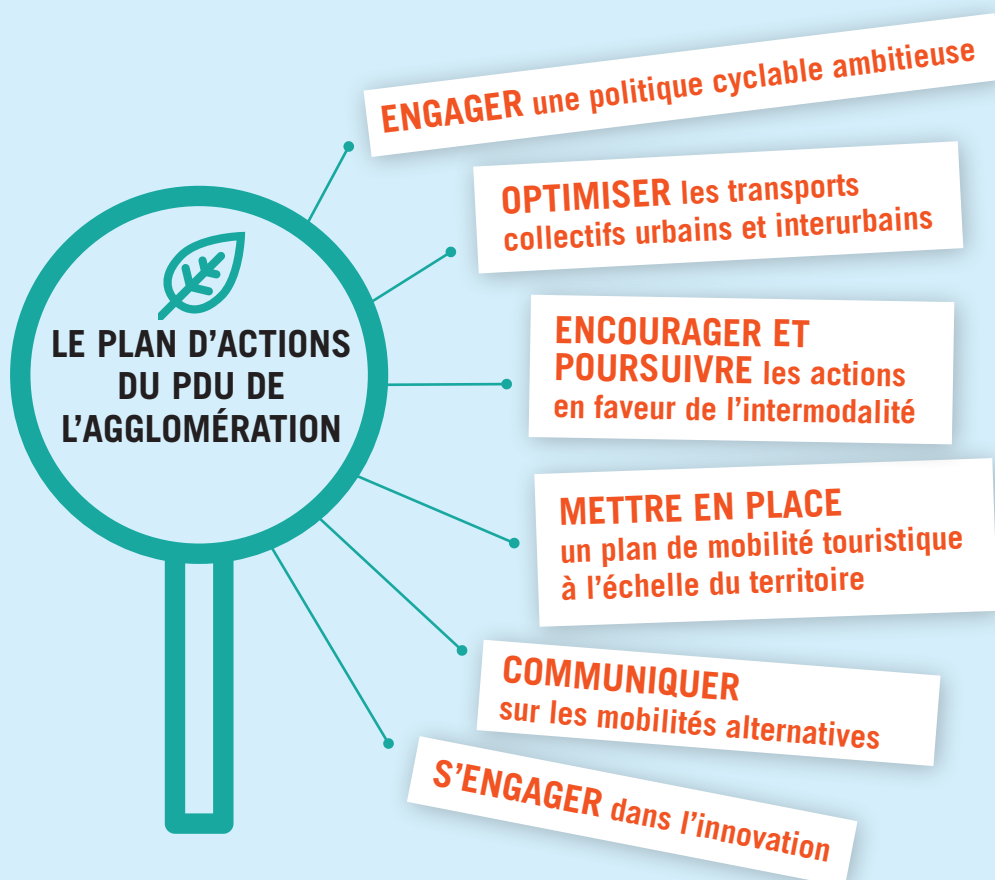 LE PLAN D’ACTIONS
DU PDU DE
L’AGGLOMÉRATION
ENGAGER une politique cyclable ambitieuse
OPTIMISER les transports
collectifs urbains et interurbains
ENCOURAGER ET
POURSUIVRE les actions
en faveur de l’intermodalité
METTRE EN PLACE
un plan de mobilité touristique
à l’échelle du territoire
COMMUNIQUER
sur les mobilités alternatives
S’ENGAGER dans l’innovation